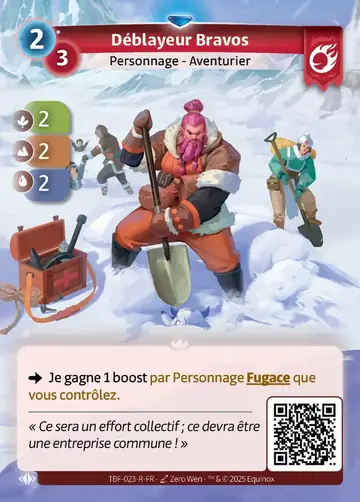 2
3
Déblayeur Bravos
Personnage - Aventurier
2
2
2
Je gagne 1 boost par Personnage Fugace que
vous contrôlez.
« Ce sera un effort collectif ; ce devra être
une entreprise commune ! »
TBF-023-R-FR - Zero Wen - ™ & © 2025 Equinox